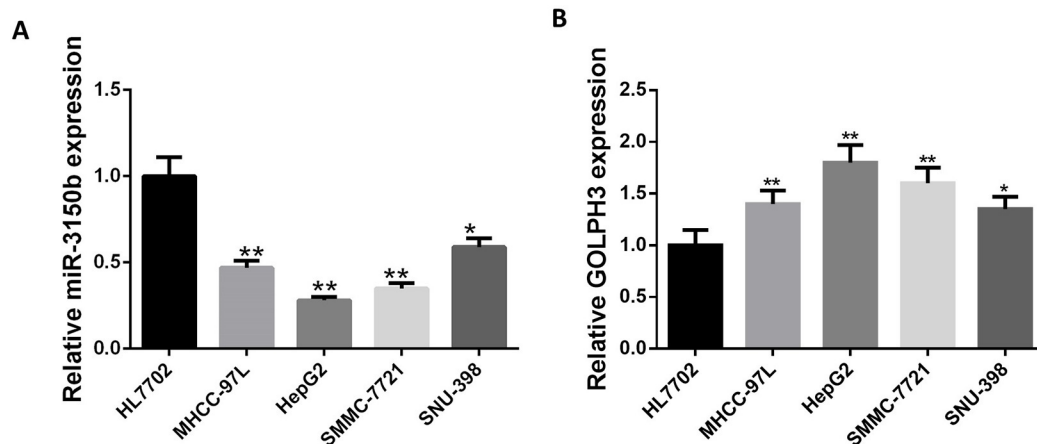 A
Relative miR-3150b expression
1.5
1.0
0.5
0.0
**
**
**
*
HL7702
MHCC-97L
HepG2
SMMC-7721
SNU-398
B
Relative GOLPH3 expression
2.5
2.0
1.5
1.0
0.5
0.0
**
**
**
*
HL7702
MHCC-97L
HepG2
SMMC-7721
SNU-398